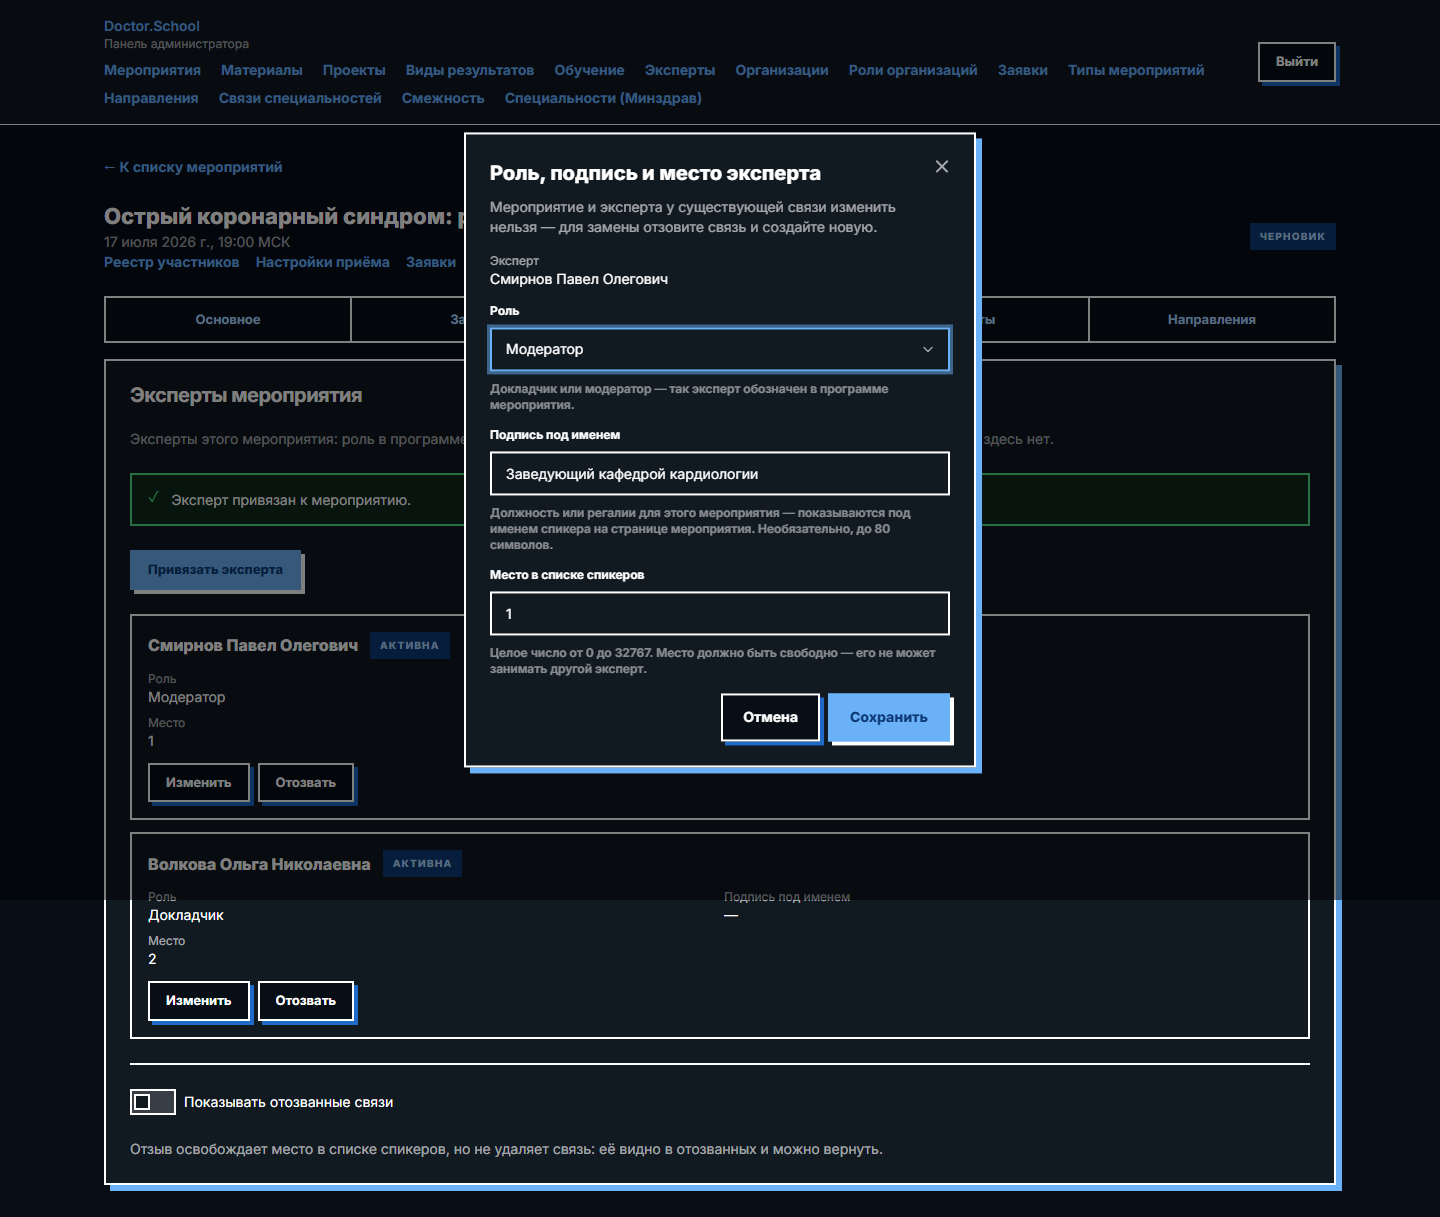 Doctor.School
Панель администратора
Мероприятия Материалы Проекты Виды результатов Обучение Эксперты Организации Роли организаций Заявки Типы мероприятий
Направления Связи специальностей Смежность Специальности (Минздрав)
Выйти
← К списку мероприятий
Острый коронарный синдром:
17 июля 2026 г., 19:00 МСК
ЧЕРНОВИК
Реестр участников Настройки приёма Заявки
Основное
Направления
Эксперты мероприятия
Эксперты этого мероприятия: роль в программе
здесь нет.
✓ Эксперт привязан к мероприятию.
Привязать эксперта
Смирнов Павел Олегович АКТИВНА
Роль
Модератор
Место
1
Изменить Отозвать
Волкова Ольга Николаевна АКТИВНА
Роль Подпись под именем
Докладчик —
Место
2
Изменить Отозвать
Показывать отозванные связи
Отзыв освобождает место в списке спикеров, но не удаляет связь: её видно в отозванных и можно вернуть.
Роль, подпись и место эксперта
Мероприятие и эксперта у существующей связи изменить
нельзя — для замены отзовите связь и создайте новую.
Эксперт
Смирнов Павел Олегович
Роль
Модератор
Докладчик или модератор — так эксперт обозначен в программе
мероприятия.
Подпись под именем
Заведующий кафедрой кардиологии
Должность или регалии для этого мероприятия — показываются под
именем спикера на странице мероприятия. Необязательно, до 80
символов.
Место в списке спикеров
1
Целое число от 0 до 32767. Место должно быть свободно — его не может
занимать другой эксперт.
Отмена Сохранить